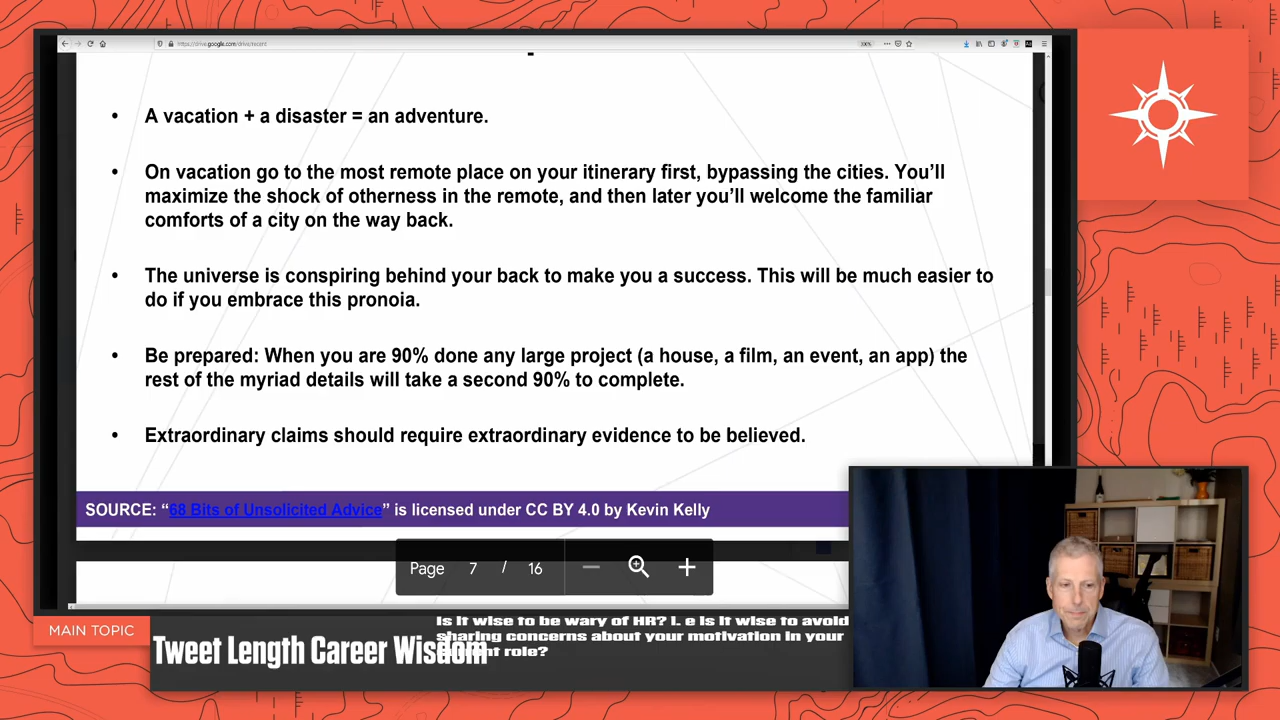 https://drive.google.com/drive/recent
200%
• A vacation + a disaster = an adventure.
• On vacation go to the most remote place on your itinerary first, bypassing the cities. You’ll
maximize the shock of otherness in the remote, and then later you’ll welcome the familiar
comforts of a city on the way back.
• The universe is conspiring behind your back to make you a success. This will be much easier to
do if you embrace this pronoia.
• Be prepared: When you are 90% done any large project (a house, a film, an event, an app) the
rest of the myriad details will take a second 90% to complete.
• Extraordinary claims should require extraordinary evidence to be believed.
SOURCE: “68 Bits of Unsolicited Advice” is licensed under CC BY 4.0 by Kevin Kelly
Page 7 / 16
MAIN TOPIC
Tweet Length Career Wisdom
Is it wise to be wary of HR? I. e is it wise to avoid
sharing concerns about your motivation in your
role?